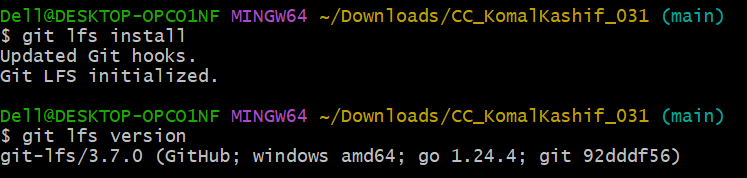 Dell@DESKTOP-OPCO1NF MINGW64 ~/Downloads/CC_KomalKashif_031 (main)
$ git lfs install
Updated Git hooks.
Git LFS initialized.
Dell@DESKTOP-OPCO1NF MINGW64 ~/Downloads/CC_KomalKashif_031 (main)
$ git lfs version
git-lfs/3.7.0 (GitHub; windows amd64; go 1.24.4; git 92dddf56)